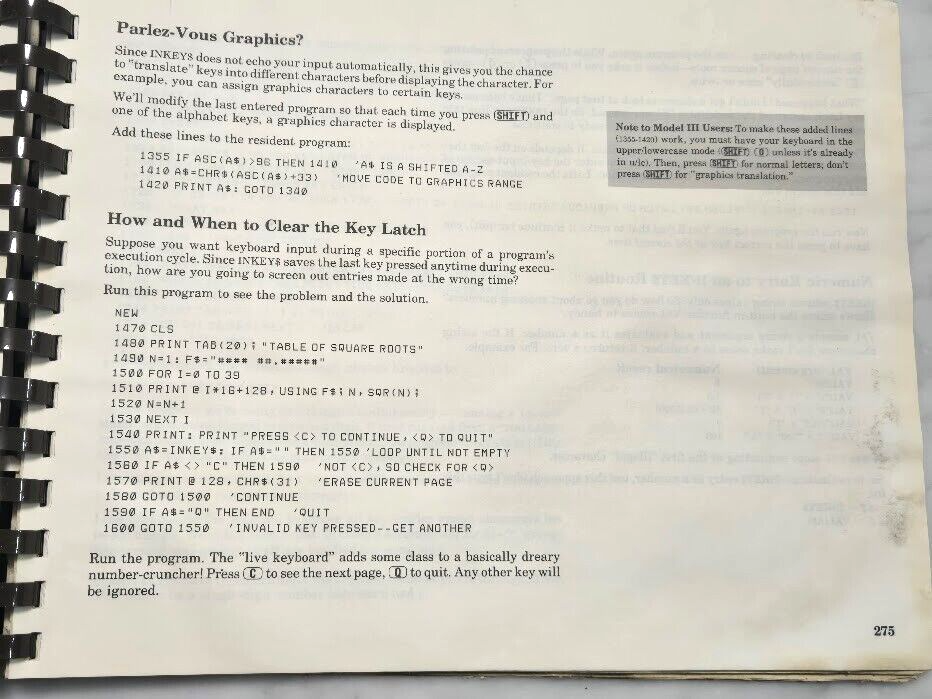 Parlez-Vous Graphics?
Since INKEY$ does not echo your input automatically, this gives you the chance
to "translate" keys into different characters before displaying the character. For
example, you can assign graphics characters to certain keys.
We'll modify the last entered program so that each time you press (SHIFT) and
one of the alphabet keys, a graphics character is displayed.
Add these lines to the resident program:
1355 IF ASC(A$)>96 THEN 1410 'A$ IS A SHIFTED A-Z
1410 A$=CHR$(ASC(A$)+33) 'MOVE CODE TO GRAPHICS RANGE
1420 PRINT A$: GOTO 1340
Note to Model III Users: To make these added lines
(1355-1420) work, you must have your keyboard in the
upper/lowercase mode ((SHIFT) (0) unless it's already
in u/lc). Then, press (SHIFT) for normal letters; don't
press (SHIFT) for "graphics translation."
How and When to Clear the Key Latch
Suppose you want keyboard input during a specific portion of a program's
execution cycle. Since INKEY$ saves the last key pressed anytime during execu-
tion, how are you going to screen out entries made at the wrong time?
Run this program to see the problem and the solution.
NEW
1470 CLS
1480 PRINT TAB(20); "TABLE OF SQUARE ROOTS"
1490 N=1: F$="#### ##.#####"
1500 FOR I=0 TO 39
1510 PRINT @ I*16+128, USING F$; N, SQR(N);
1520 N=N+1
1530 NEXT I
1540 PRINT: PRINT "PRESS <C> TO CONTINUE, <Q> TO QUIT"
1550 A$=INKEY$: IF A$="" THEN 1550 'LOOP UNTIL NOT EMPTY
1560 IF A$ <> "C" THEN 1590 'NOT <C>, SO CHECK FOR <Q>
1570 PRINT @ 128, CHR$(31) 'ERASE CURRENT PAGE
1580 GOTO 1500 'CONTINUE
1590 IF A$="Q" THEN END 'QUIT
1600 GOTO 1550 'INVALID KEY PRESSED--GET ANOTHER
Run the program. The "live keyboard" adds some class to a basically dreary
number-cruncher! Press (C) to see the next page, (Q) to quit. Any other key will
be ignored.
275